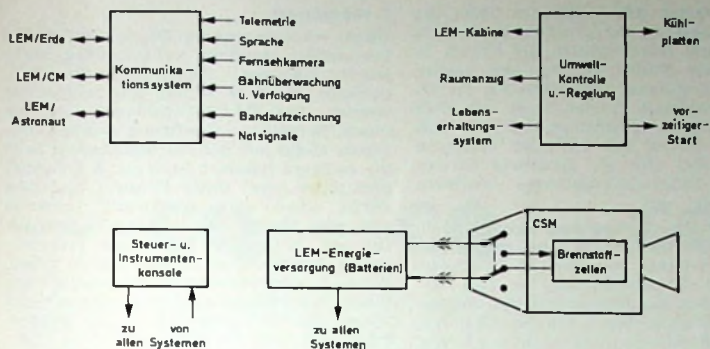 LEM/Erde
LEM/CM
LEM/
Astronaut
Kommunika-
tionssystem
Telemetrie
Sprache
Fernsehkamera
Bahnüberwachung
u. Verfolgung
Bandaufzeichnung
Notsignale
LEM-Kabine
Raumanzug
Lebens-
erhaltungs-
system
Umwelt-
Kontrolle
u.-Regelung
Kühl-
platten
vor-
zeitiger-
Start
Steuer- u.
Instrumenten-
konsole
zu von
allen Systemen
LEM-Energie-
versorgung (Batterien)
zu allen
Systemen
CSM
Brennstoff-
zellen